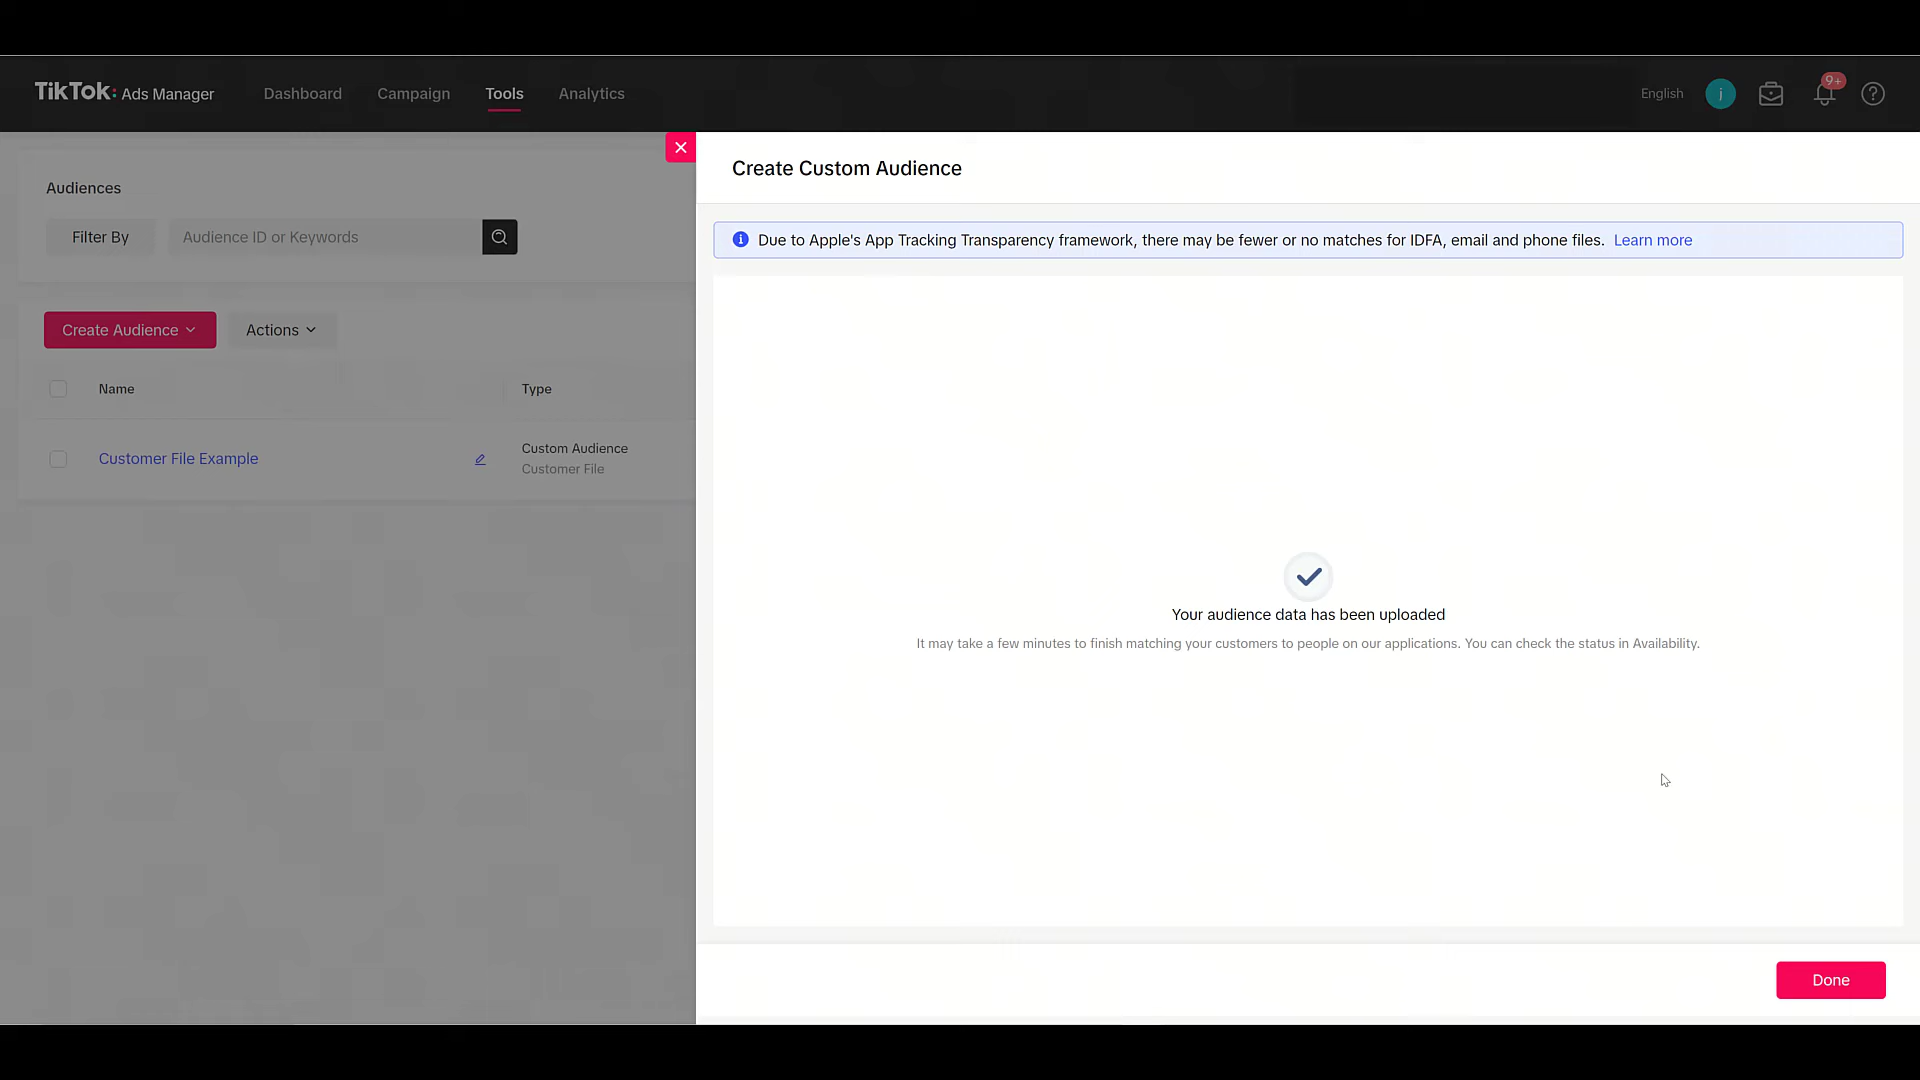 TikTok: Ads Manager
Dashboard
Campaign
Tools
Analytics
English
j
9+
Audiences
Filter By
Audience ID or Keywords
Create Audience
Actions
Name
Type
Customer File Example
Custom Audience
Customer File
Create Custom Audience
Due to Apple's App Tracking Transparency framework, there may be fewer or no matches for IDFA, email and phone files. Learn more
Your audience data has been uploaded
It may take a few minutes to finish matching your customers to people on our applications. You can check the status in Availability.
Done